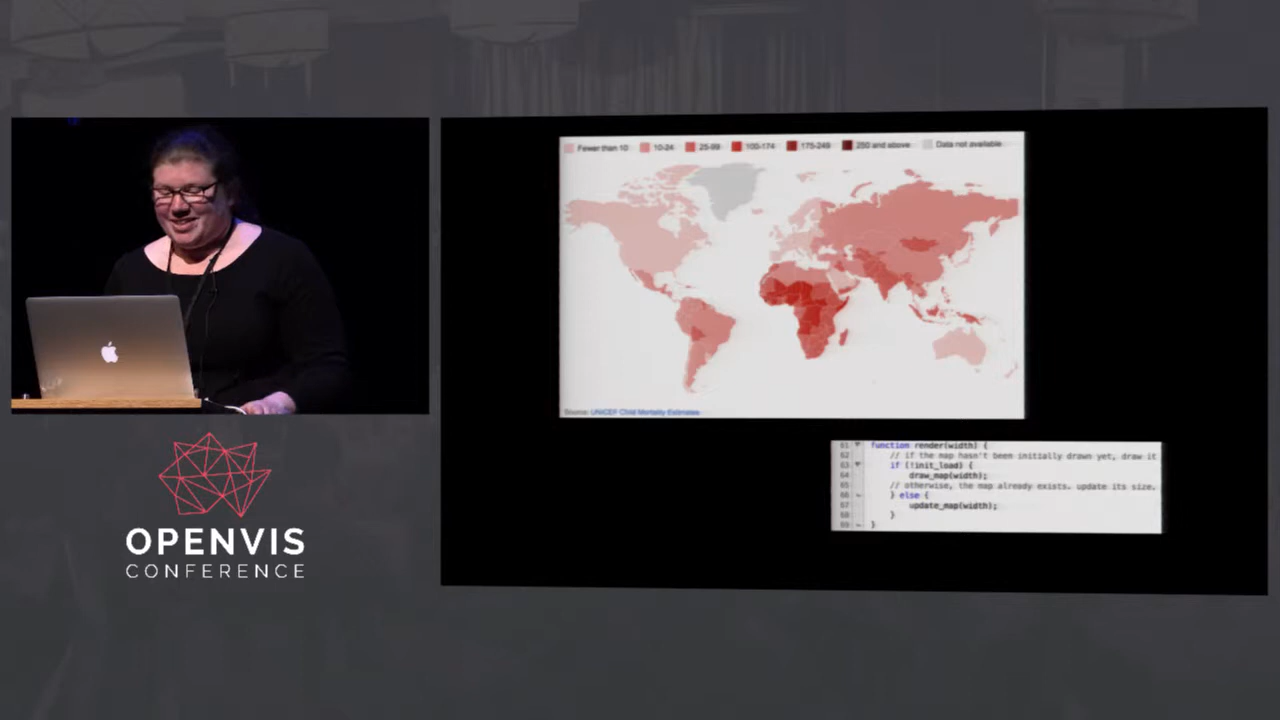 Fewer than 10 10-24 25-99 100-174 175-249 250 and above Data not available
Source: UNICEF Child Mortality Estimates
61 function render(width) {
62 // if the map hasn't been initially drawn yet, draw it
63 if (!init_load) {
64 draw_map(width);
65 // otherwise, the map already exists. update its size.
66 } else {
67 update_map(width);
68 }
69 }
OPENVIS
CONFERENCE